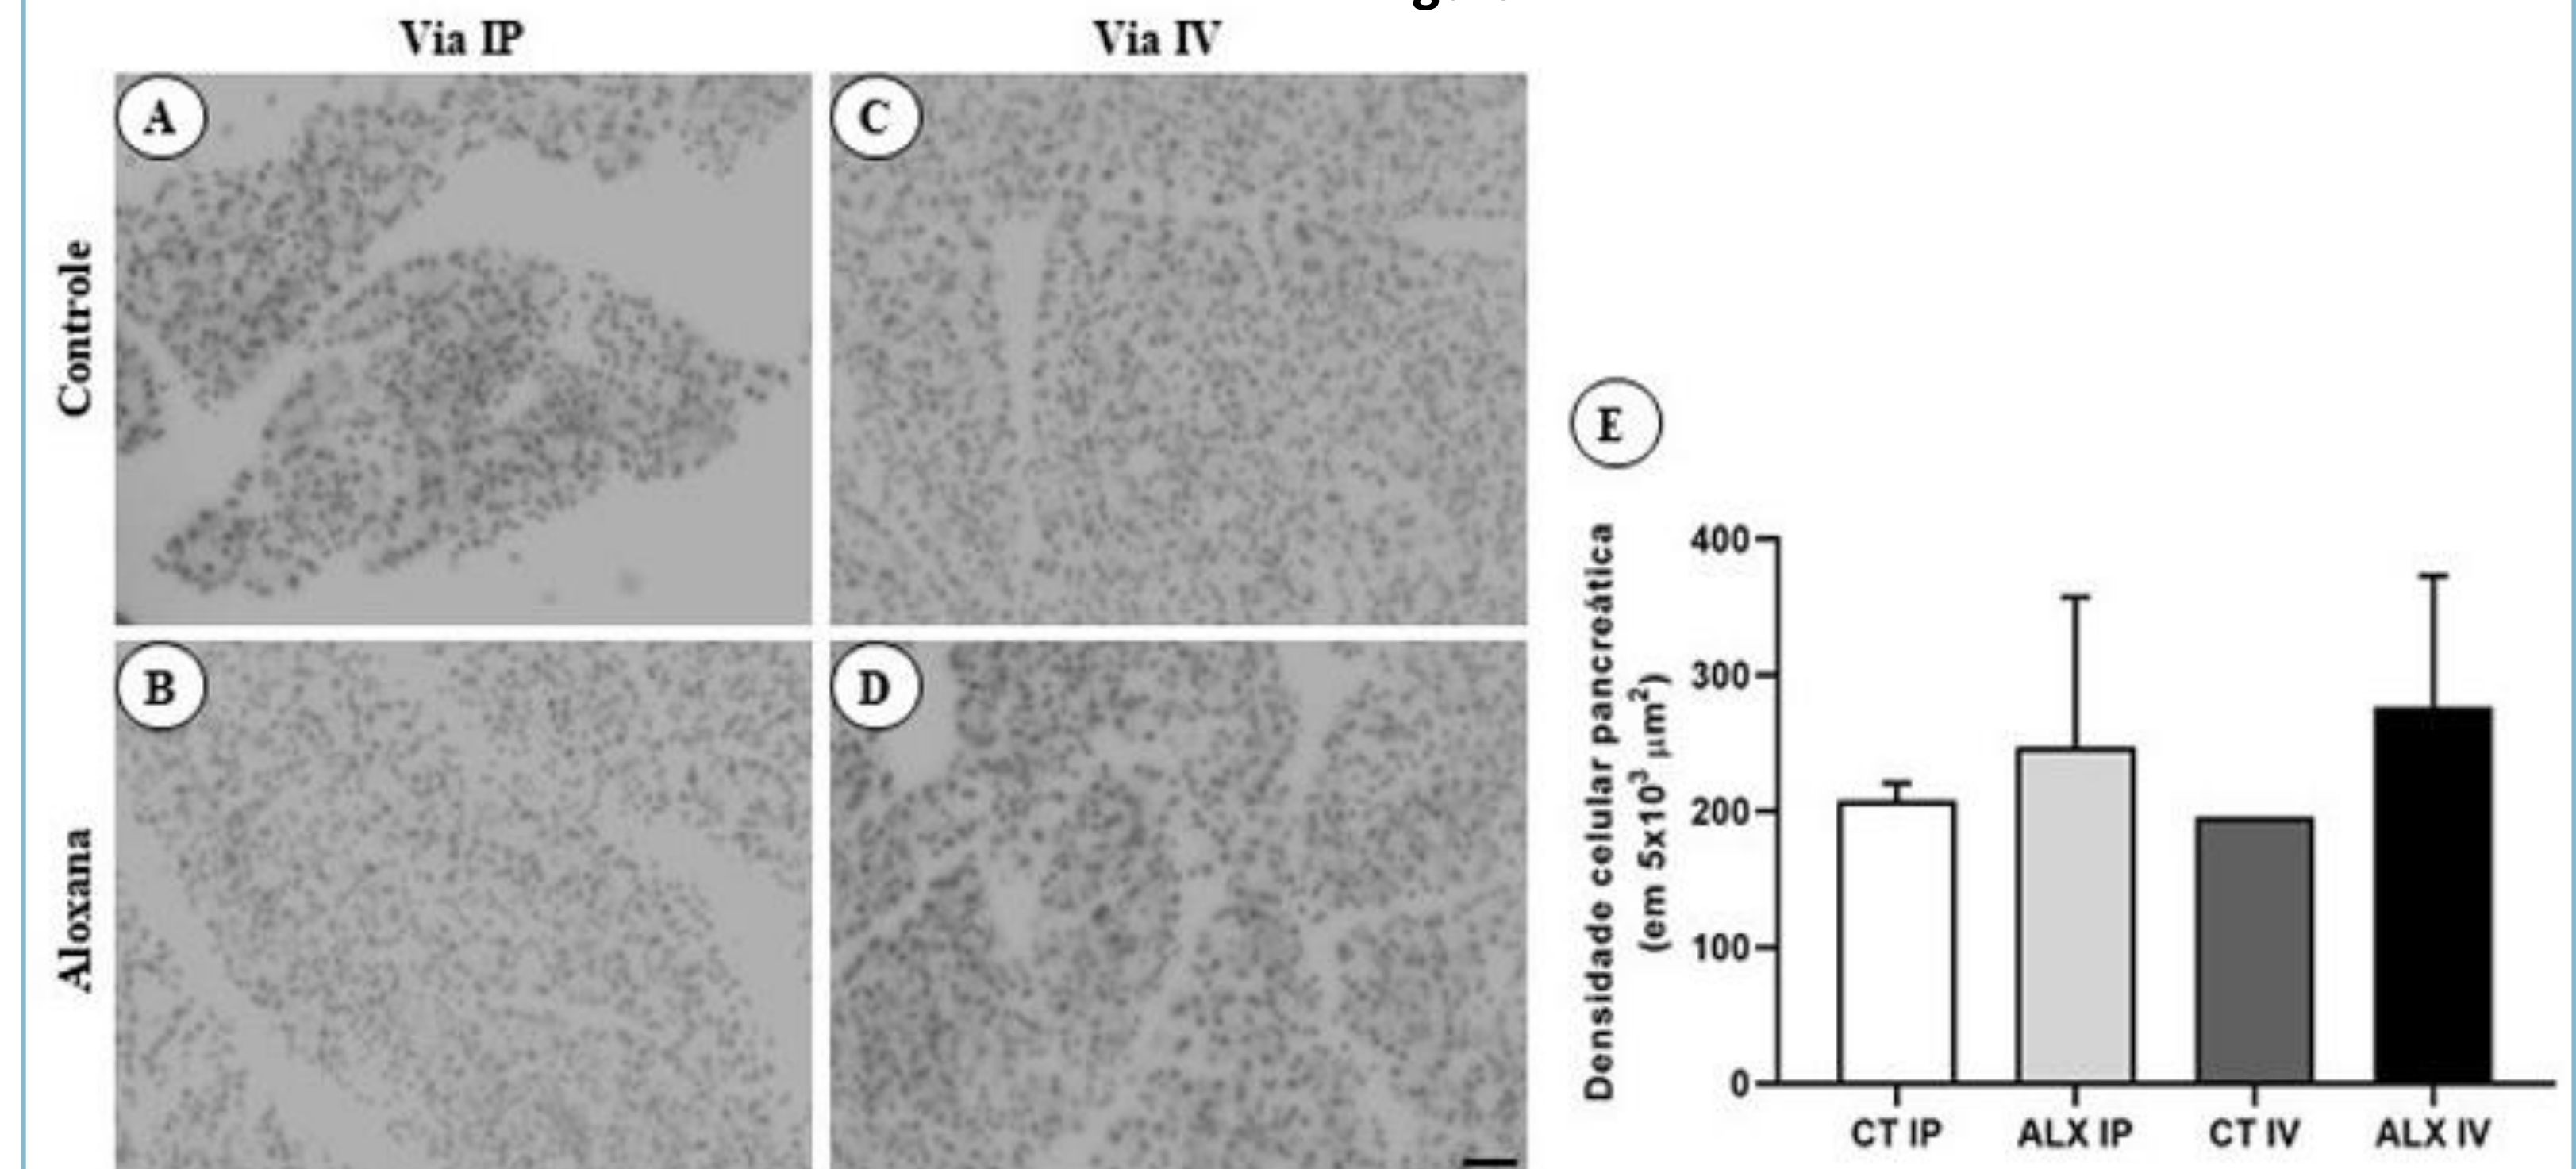 Via IP
Via IV
A
C
Controle
B
D
Aloxana
E
Densidade celular pancreática
(em 5x10³ µm²)
400
300
200
100
0
CT IP
ALX IP
CT IV
ALX IV